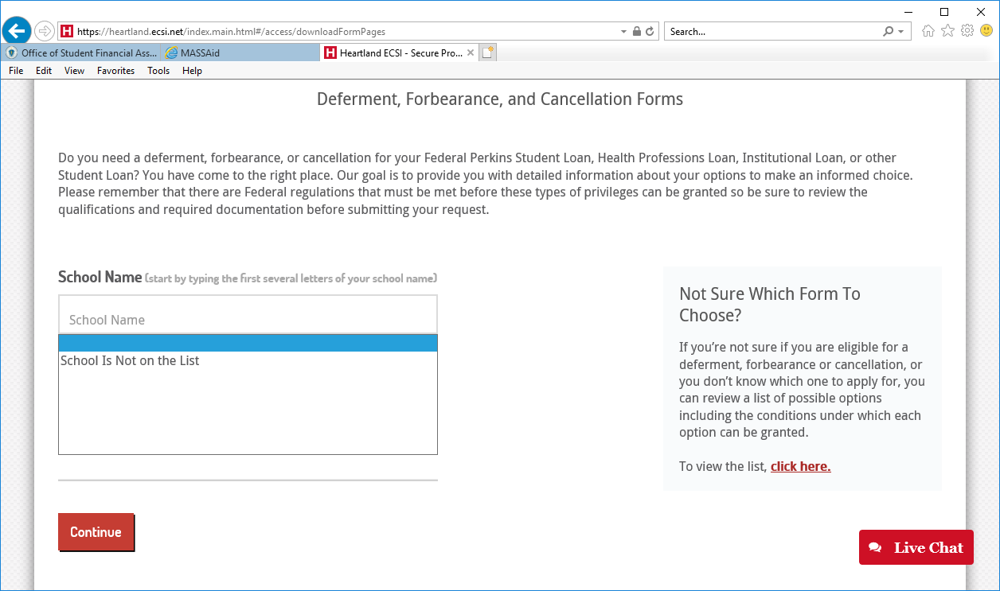 https://heartland.ecsi.net/index.main.html#/access/downloadFormPages
Search...
Office of Student Financial Ass...
MASSAid
H Heartland ECSI - Secure Pro...
File Edit View Favorites Tools Help
Deferment, Forbearance, and Cancellation Forms
Do you need a deferment, forbearance, or cancellation for your Federal Perkins Student Loan, Health Professions Loan, Institutional Loan, or other
Student Loan? You have come to the right place. Our goal is to provide you with detailed information about your options to make an informed choice.
Please remember that there are Federal regulations that must be met before these types of privileges can be granted so be sure to review the
qualifications and required documentation before submitting your request.
School Name (start by typing the first several letters of your school name)
School Name
School Is Not on the List
Continue
Not Sure Which Form To
Choose?
If you’re not sure if you are eligible for a
deferment, forbearance or cancellation, or
you don’t know which one to apply for, you
can review a list of possible options
including the conditions under which each
option can be granted.
To view the list, click here.
Live Chat